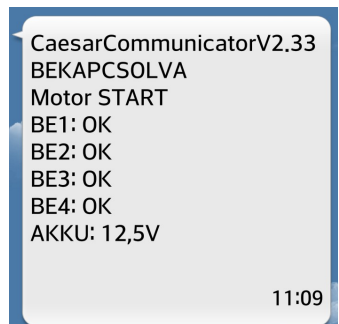 CaesarCommunicatorV2.33
BEKAPCSOLVA
Motor START
BE1: OK
BE2: OK
BE3: OK
BE4: OK
AKKU: 12,5V
11:09